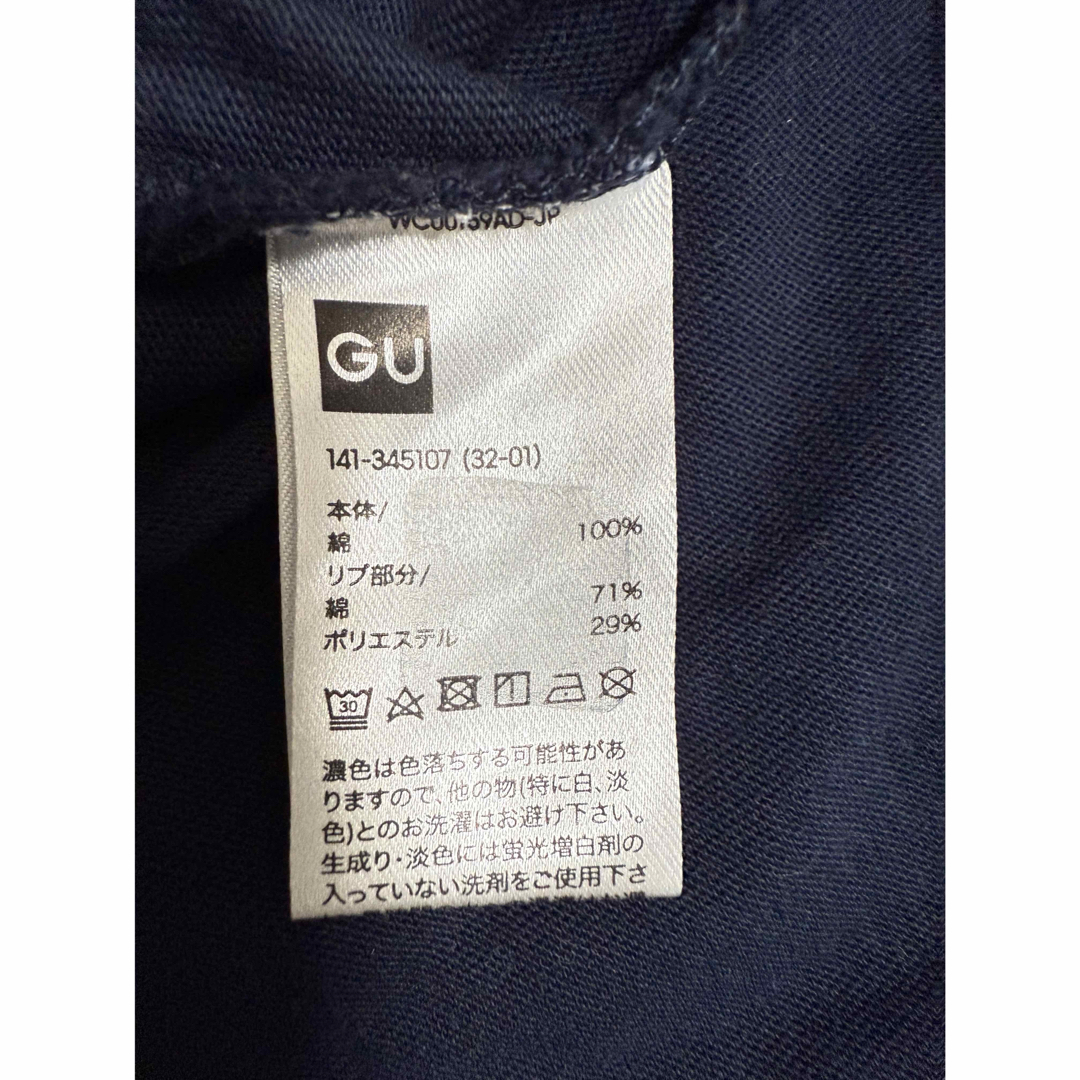 GU
141-345107 (32-01)
本体/
綿 100%
リブ部分/
綿 71%
ポリエステル 29%
30
濃色は色落ちする可能性があ
りますので、他の物(特に白、淡
色)とのお洗濯はお避け下さい。
生成り・淡色には蛍光増白剤の
入っていない洗剤をご使用下さ